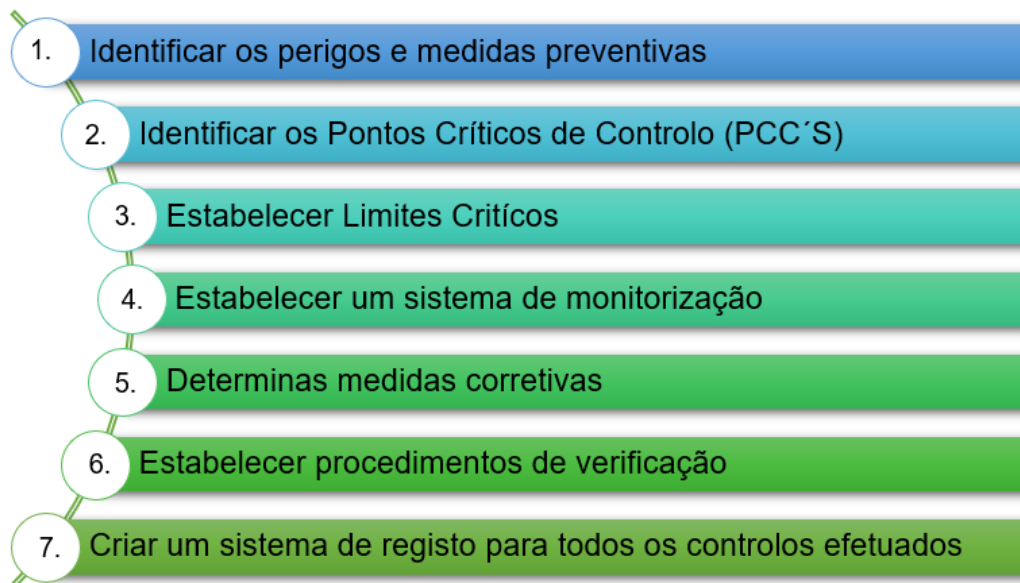 1. Identificar os perigos e medidas preventivas
2. Identificar os Pontos Críticos de Controlo (PCC´S)
3. Estabelecer Limites Critícos
4. Estabelecer um sistema de monitorização
5. Determinas medidas corretivas
6. Estabelecer procedimentos de verificação
7. Criar um sistema de registo para todos os controlos efetuados